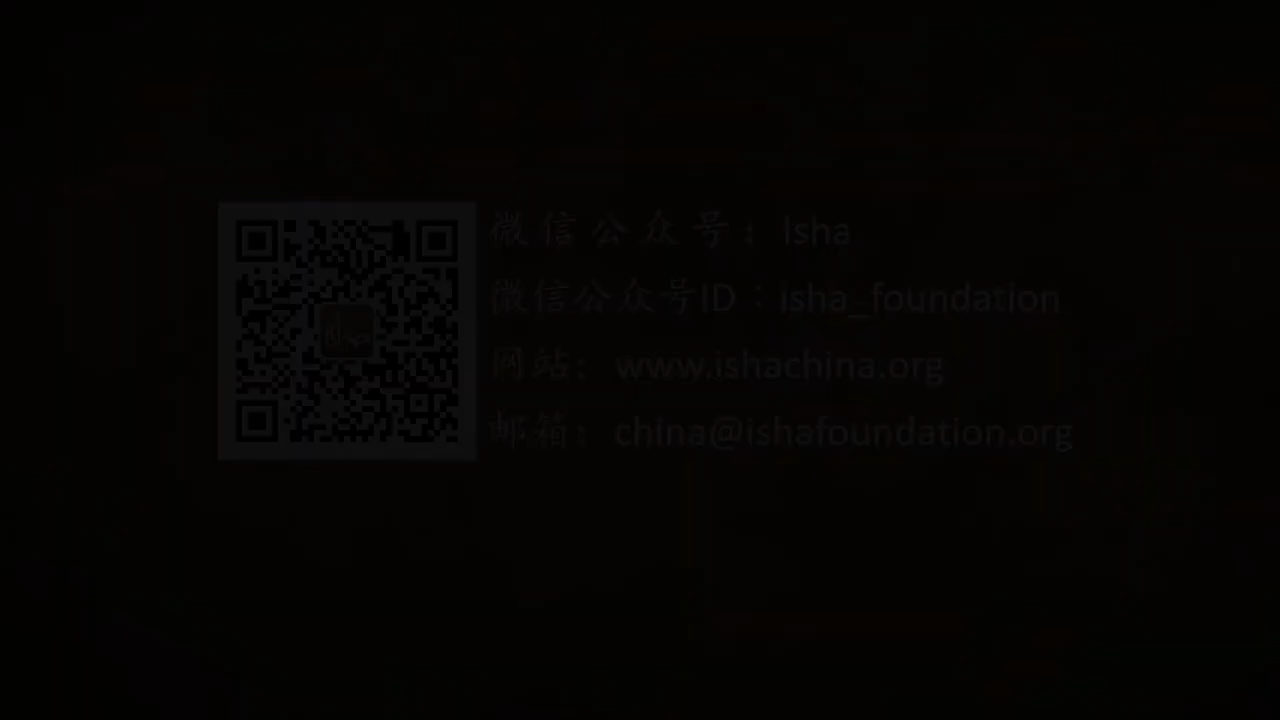 微信公众号：Isha
微信公众号ID：isha_foundation
网站：www.ishachina.org
邮箱：china@ishafoundation.org
isha